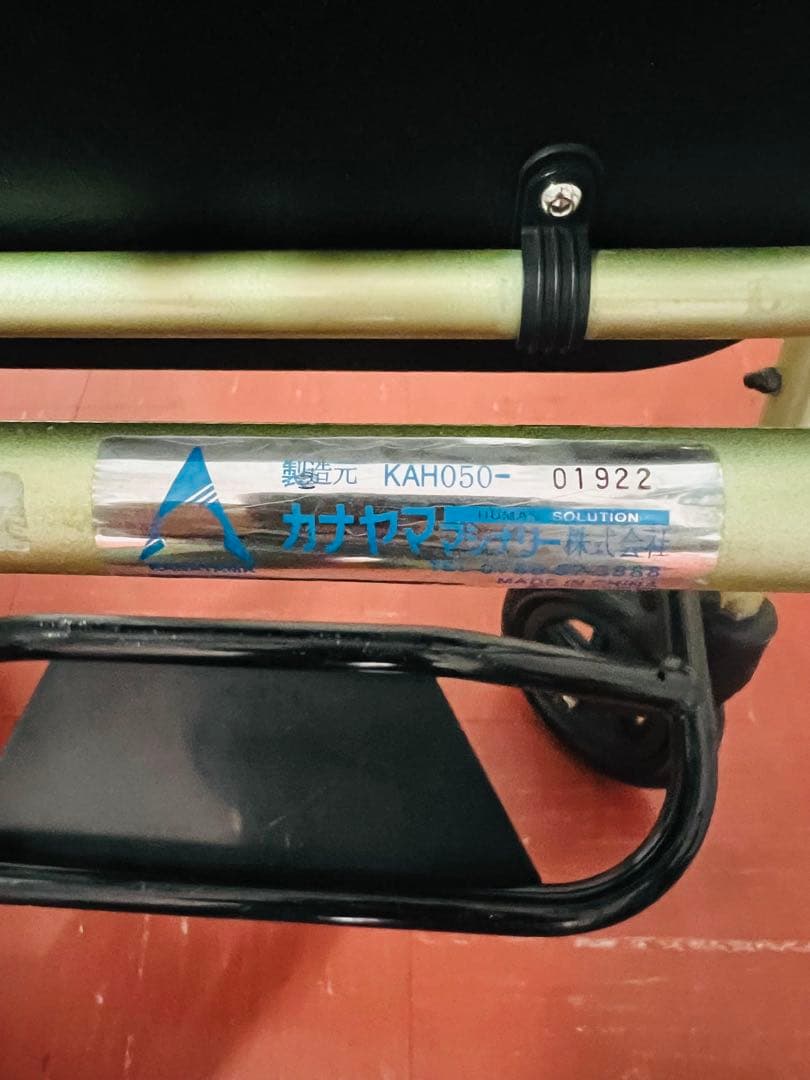 製造元 KAH050- 01922
HUMAN SOLUTION
カナヤママシナリー株式会社
MADE IN CHINA